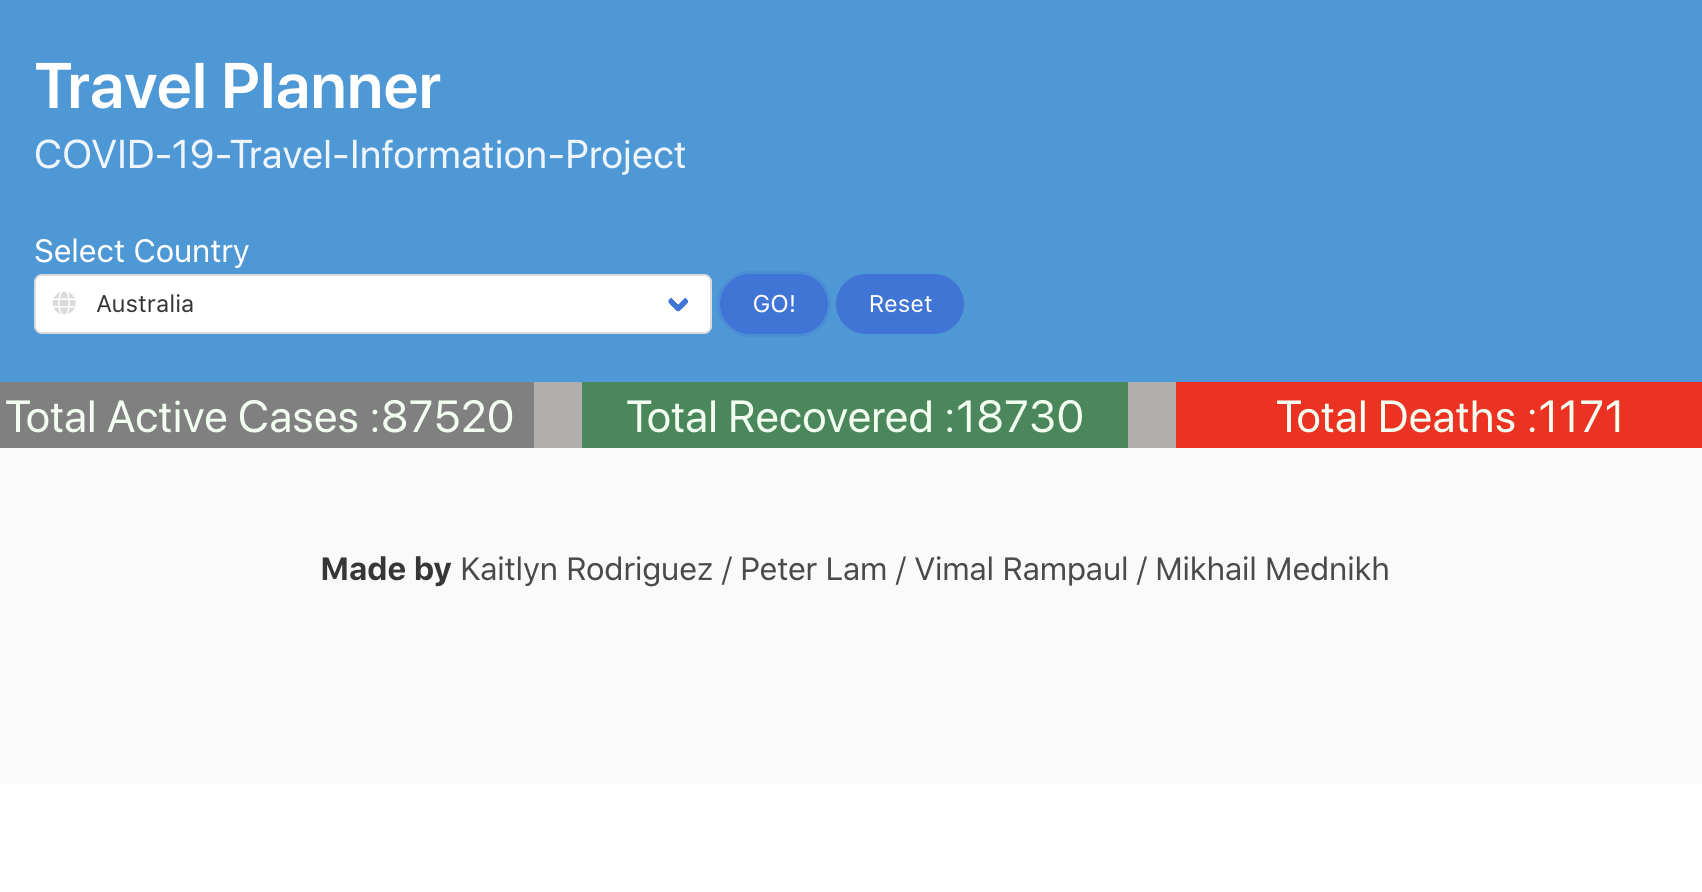 Travel Planner
COVID-19-Travel-Information-Project
Select Country
Australia
GO!
Reset
Total Active Cases :87520
Total Recovered :18730
Total Deaths :1171
Made by Kaitlyn Rodriguez / Peter Lam / Vimal Rampaul / Mikhail Mednikh